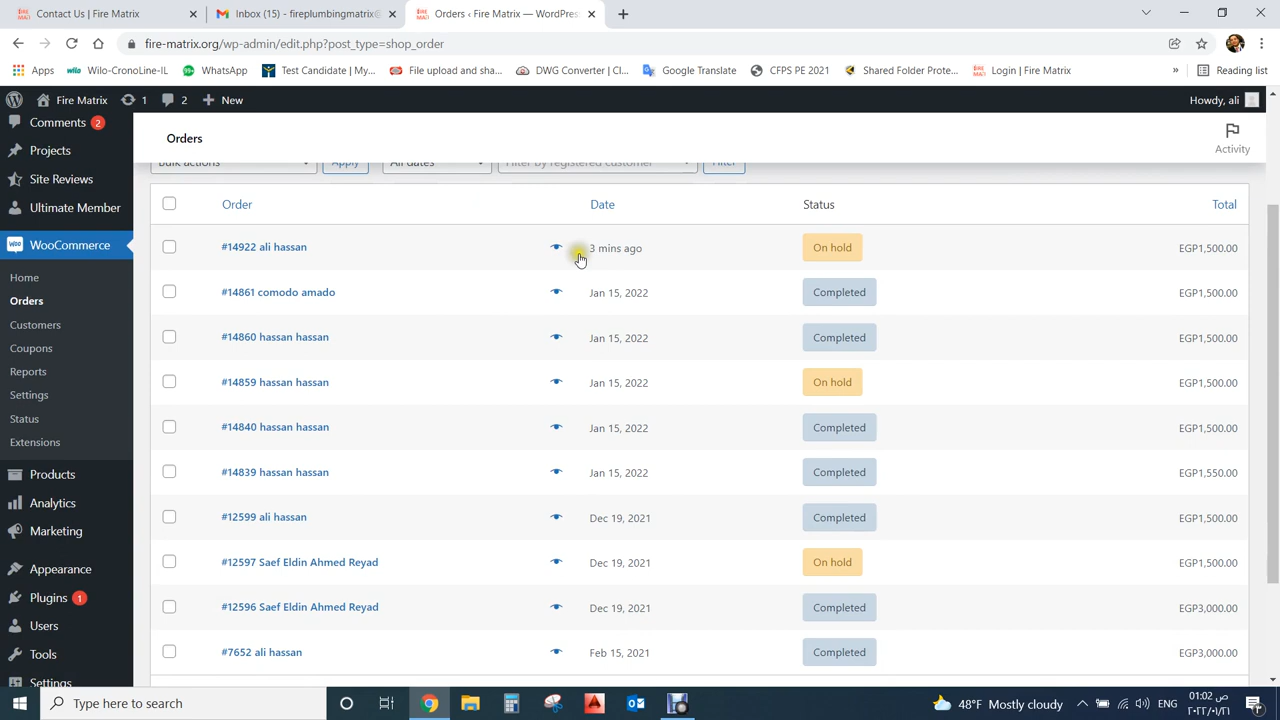 Contact Us | Fire Matrix
Inbox (15) - fireplumbingmatrix@
Orders ‹ Fire Matrix — WordPres
fire-matrix.org/wp-admin/edit.php?post_type=shop_order
Apps
Wilo-CronoLine-IL
WhatsApp
Test Candidate | My...
File upload and sha...
DWG Converter | Cl...
Google Translate
CFPS PE 2021
Shared Folder Prote...
Login | Fire Matrix
»
Reading list
Fire Matrix
1
2
New
Howdy, ali
Comments 2
Projects
Site Reviews
Ultimate Member
WooCommerce
Home
Orders
Customers
Coupons
Reports
Settings
Status
Extensions
Products
Analytics
Marketing
Appearance
Plugins 1
Users
Tools
Settings
Orders
Activity
Bulk actions Apply All dates Filter by registered customer Filter
Order Date Status Total
#14922 ali hassan 3 mins ago On hold EGP1,500.00
#14861 comodo amado Jan 15, 2022 Completed EGP1,500.00
#14860 hassan hassan Jan 15, 2022 Completed EGP1,500.00
#14859 hassan hassan Jan 15, 2022 On hold EGP1,500.00
#14840 hassan hassan Jan 15, 2022 Completed EGP1,500.00
#14839 hassan hassan Jan 15, 2022 Completed EGP1,550.00
#12599 ali hassan Dec 19, 2021 Completed EGP1,500.00
#12597 Saef Eldin Ahmed Reyad Dec 19, 2021 On hold EGP1,500.00
#12596 Saef Eldin Ahmed Reyad Dec 19, 2021 Completed EGP3,000.00
#7652 ali hassan Feb 15, 2021 Completed EGP3,000.00
Type here to search
48°F Mostly cloudy
ENG
01:02 ص